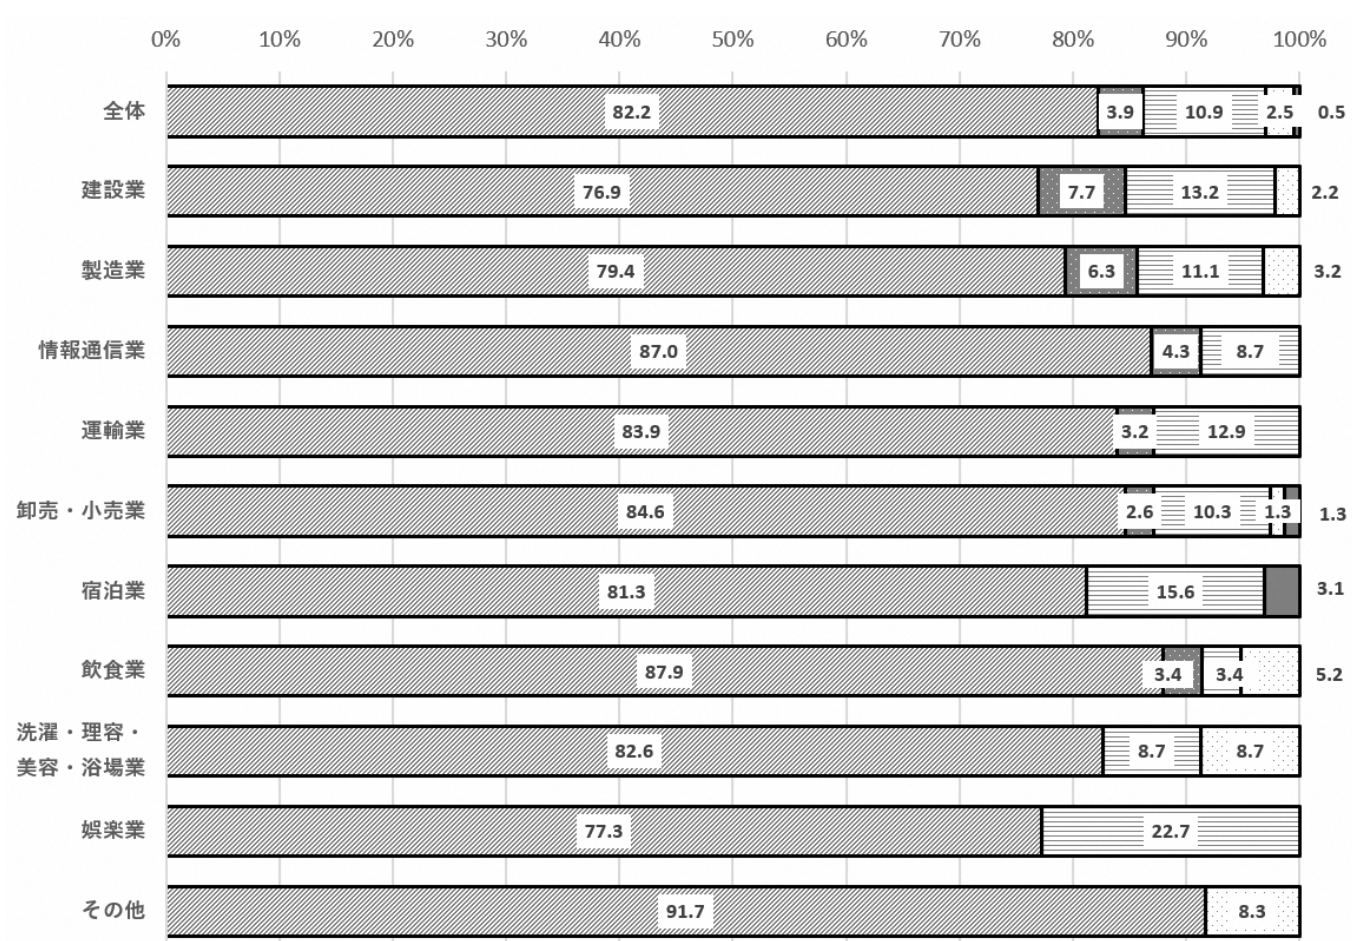 0% 10% 20% 30% 40% 50% 60% 70% 80% 90% 100%
全体 82.2 3.9 10.9 2.5 0.5
建設業 76.9 7.7 13.2 2.2
製造業 79.4 6.3 11.1 3.2
情報通信業 87.0 4.3 8.7
運輸業 83.9 3.2 12.9
卸売・小売業 84.6 2.6 10.3 1.3 1.3
宿泊業 81.3 15.6 3.1
飲食業 87.9 3.4 3.4 5.2
洗濯・理容・
美容・浴場業 82.6 8.7 8.7
娯楽業 77.3 22.7
その他 91.7 8.3